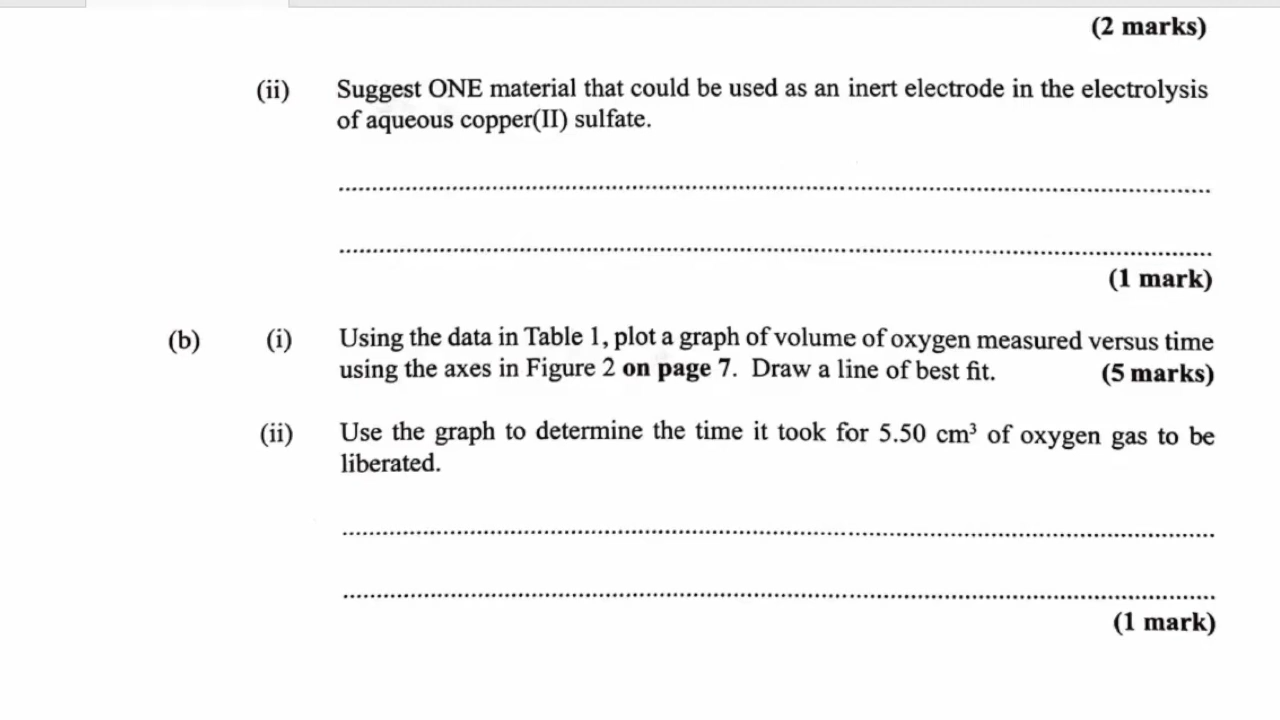 (2 marks)
(ii) Suggest ONE material that could be used as an inert electrode in the electrolysis
of aqueous copper(II) sulfate.
(1 mark)
(b) (i) Using the data in Table 1, plot a graph of volume of oxygen measured versus time
using the axes in Figure 2 on page 7. Draw a line of best fit. (5 marks)
(ii) Use the graph to determine the time it took for 5.50 cm³ of oxygen gas to be
liberated.
(1 mark)